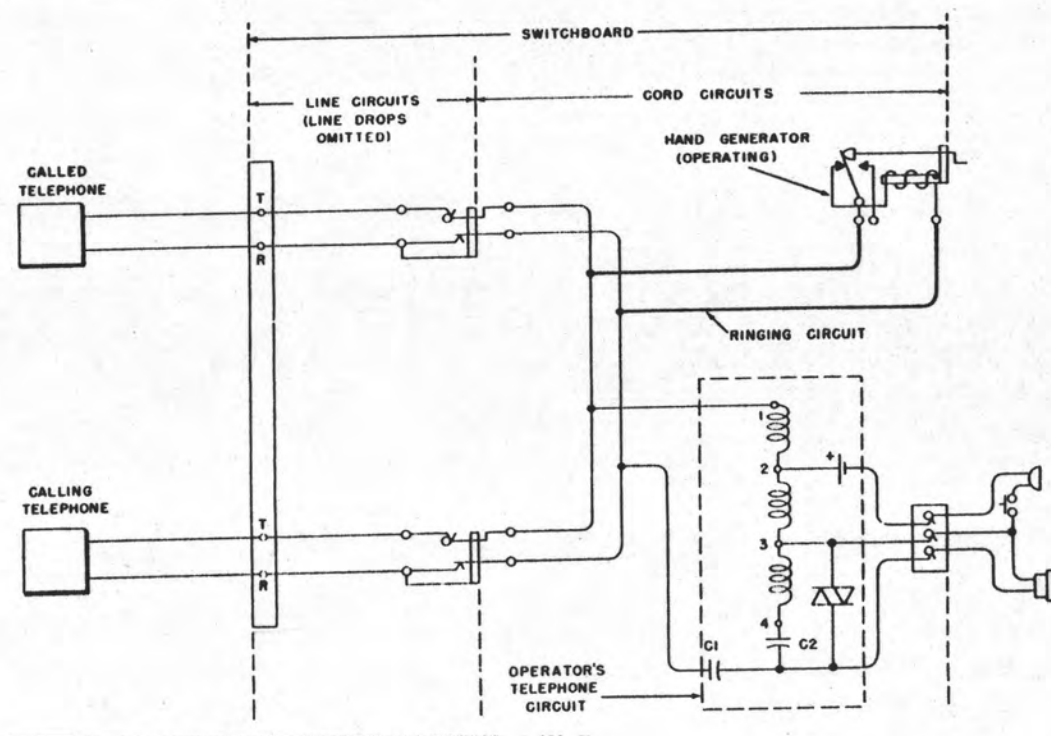 SWITCHBOARD
LINE CIRCUITS
(LINE DROPS
OMITTED)
CORD CIRCUITS
HAND GENERATOR
(OPERATING)
CALLED
TELEPHONE
T
R
RINGING CIRCUIT
1
2
+
3
4
C1
C2
CALLING
TELEPHONE
T
R
OPERATOR'S
TELEPHONE
CIRCUIT